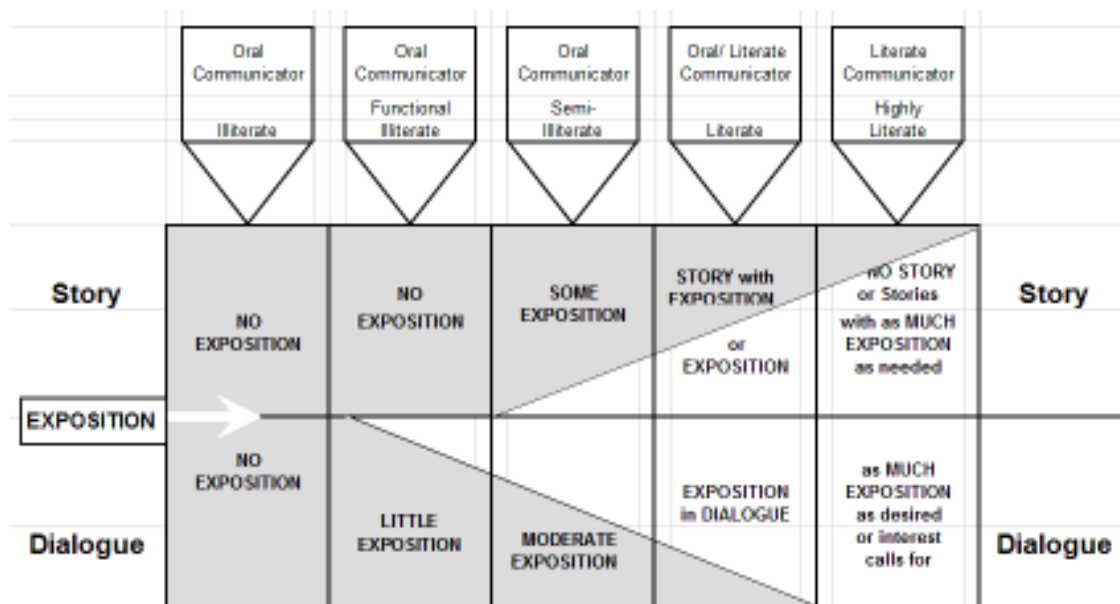 Oral
Communicator
Illiterate
Oral
Communicator
Functional
Illiterate
Oral
Communicator
Semi-
Illiterate
Oral/ Literate
Communicator
Literate
Literate
Communicator
Highly
Literate
Story
NO
EXPOSITION
NO
EXPOSITION
SOME
EXPOSITION
STORY with
EXPOSITION
or
EXPOSITION
NO STORY
or Stories
with as MUCH
EXPOSITION
as needed
Story
EXPOSITION
Dialogue
NO
EXPOSITION
LITTLE
EXPOSITION
MODERATE
EXPOSITION
EXPOSITION
in DIALOGUE
as MUCH
EXPOSITION
as desired
or interest
calls for
Dialogue